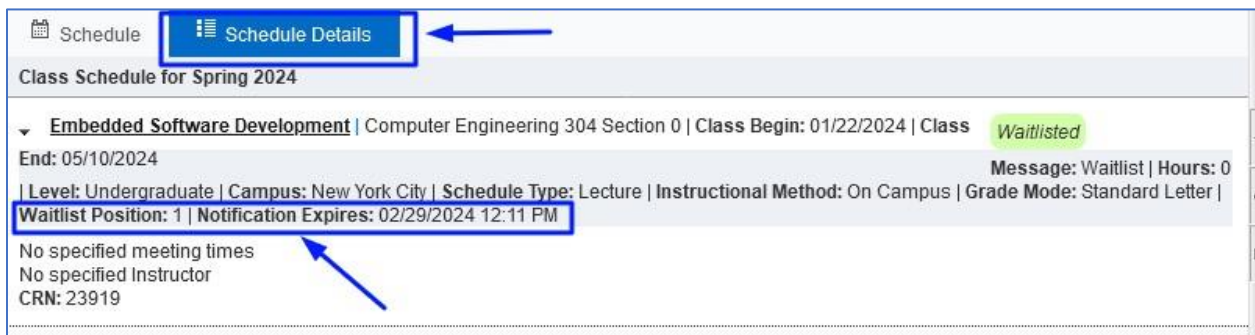 Schedule Schedule Details
Class Schedule for Spring 2024
Embedded Software Development | Computer Engineering 304 Section 0 | Class Begin: 01/22/2024 | Class Waitlisted
End: 05/10/2024
Message: Waitlist | Hours: 0
| Level: Undergraduate | Campus: New York City | Schedule Type: Lecture | Instructional Method: On Campus | Grade Mode: Standard Letter |
Waitlist Position: 1 | Notification Expires: 02/29/2024 12:11 PM
No specified meeting times
No specified Instructor
CRN: 23919